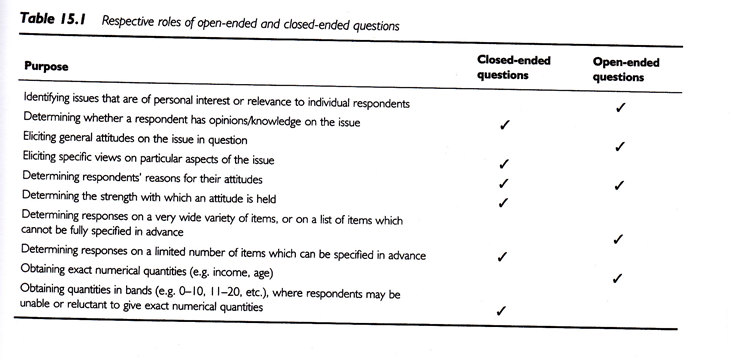 Table 15.1 Respective roles of open-ended and closed-ended questions
Purpose Closed-ended questions Open-ended questions
Identifying issues that are of personal interest or relevance to individual respondents ✓
Determining whether a respondent has opinions/knowledge on the issue ✓
Eliciting general attitudes on the issue in question ✓
Eliciting specific views on particular aspects of the issue ✓
Determining respondents' reasons for their attitudes ✓ ✓
Determining the strength with which an attitude is held ✓
Determining responses on a very wide variety of items, or on a list of items which
cannot be fully specified in advance ✓
Determining responses on a limited number of items which can be specified in advance ✓
Obtaining exact numerical quantities (e.g. income, age) ✓
Obtaining quantities in bands (e.g. 0–10, 11–20, etc.), where respondents may be
unable or reluctant to give exact numerical quantities ✓